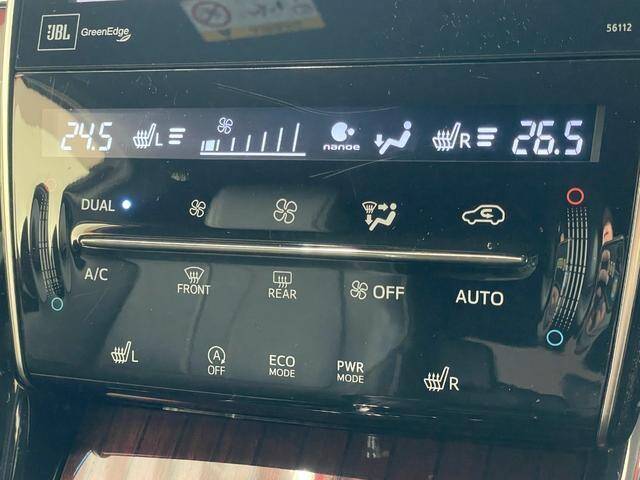 JBL GreenEdge 56112
24.5 L nanoe R 26.5
DUAL
A/C FRONT REAR OFF AUTO
L A OFF ECO MODE PWR MODE R